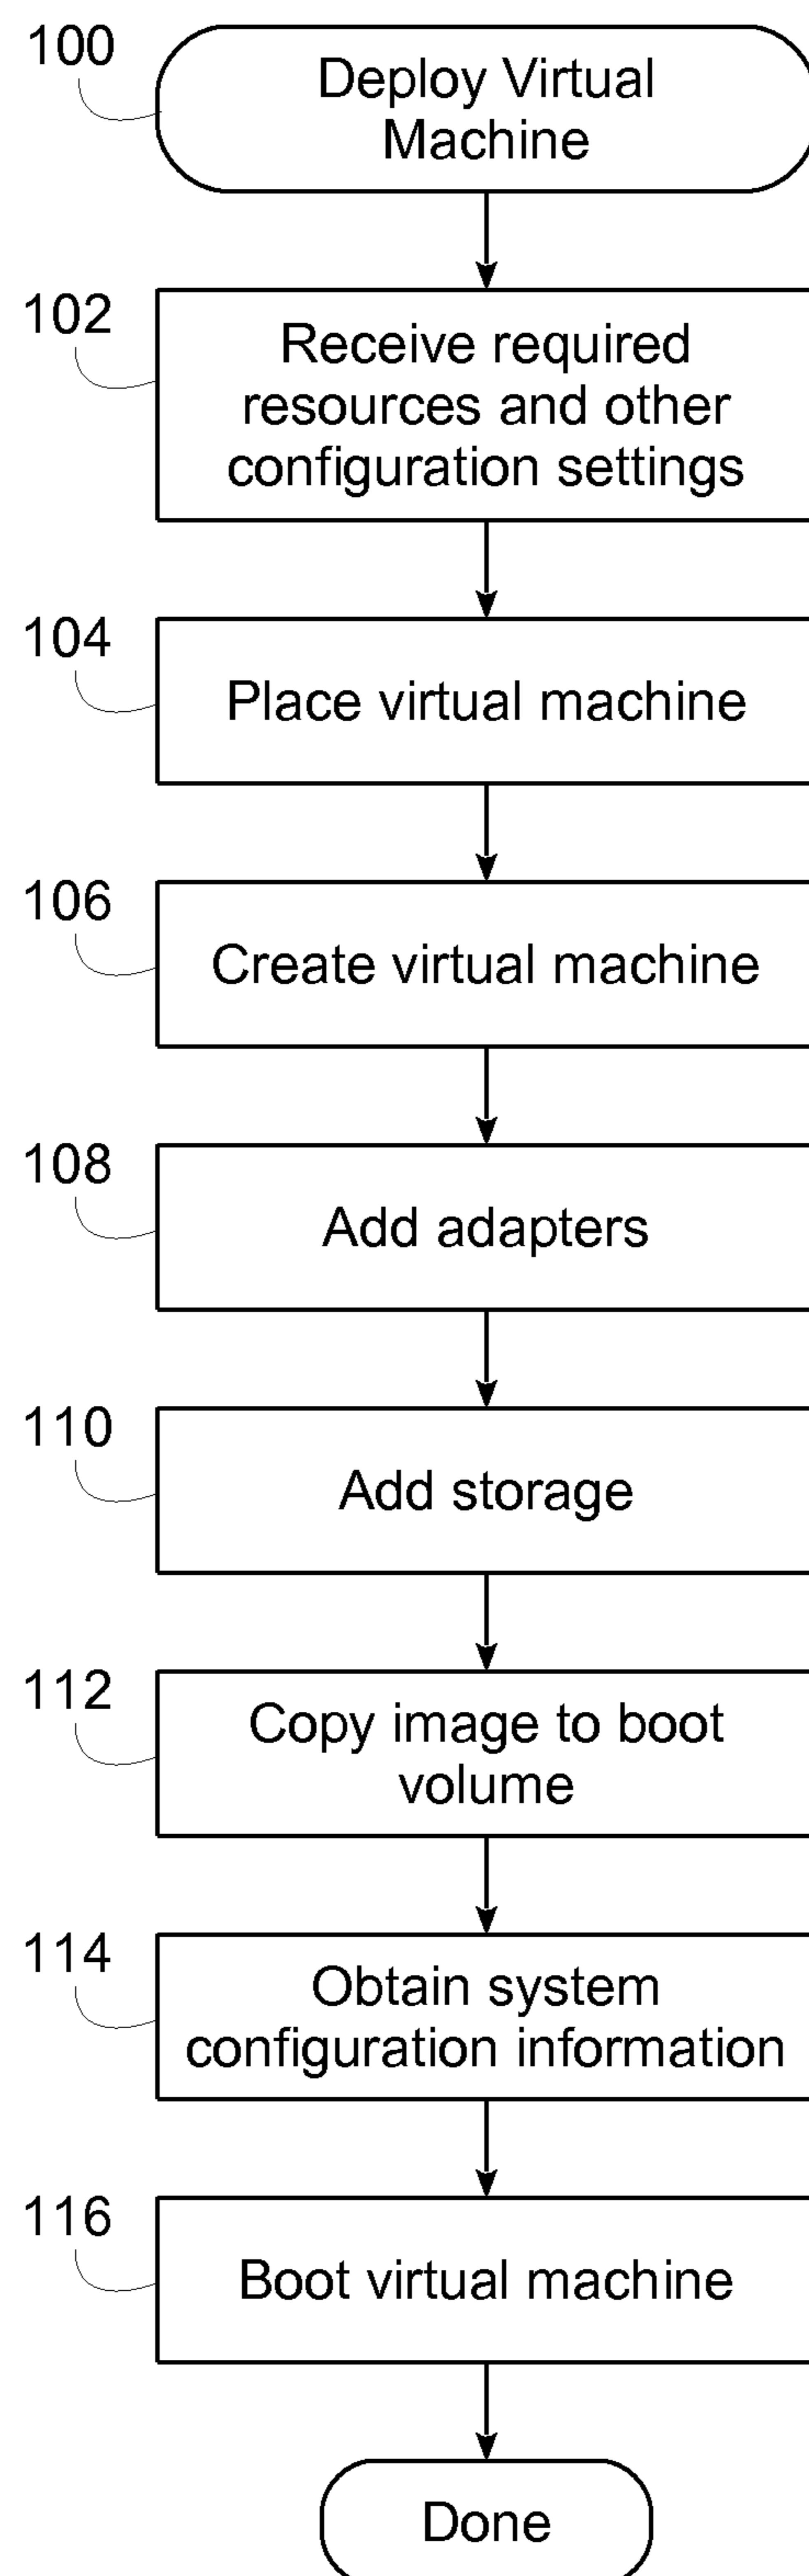 100
Deploy Virtual
Machine
102
Receive required
resources and other
configuration settings
104
Place virtual machine
106
Create virtual machine
108
Add adapters
110
Add storage
112
Copy image to boot
volume
114
Obtain system
configuration information
116
Boot virtual machine
Done